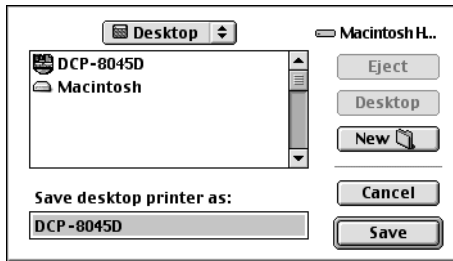 Desktop
Macintosh H...
DCP-8045D
Macintosh
Eject
Desktop
New
Save desktop printer as:
DCP-8045D
Cancel
Save